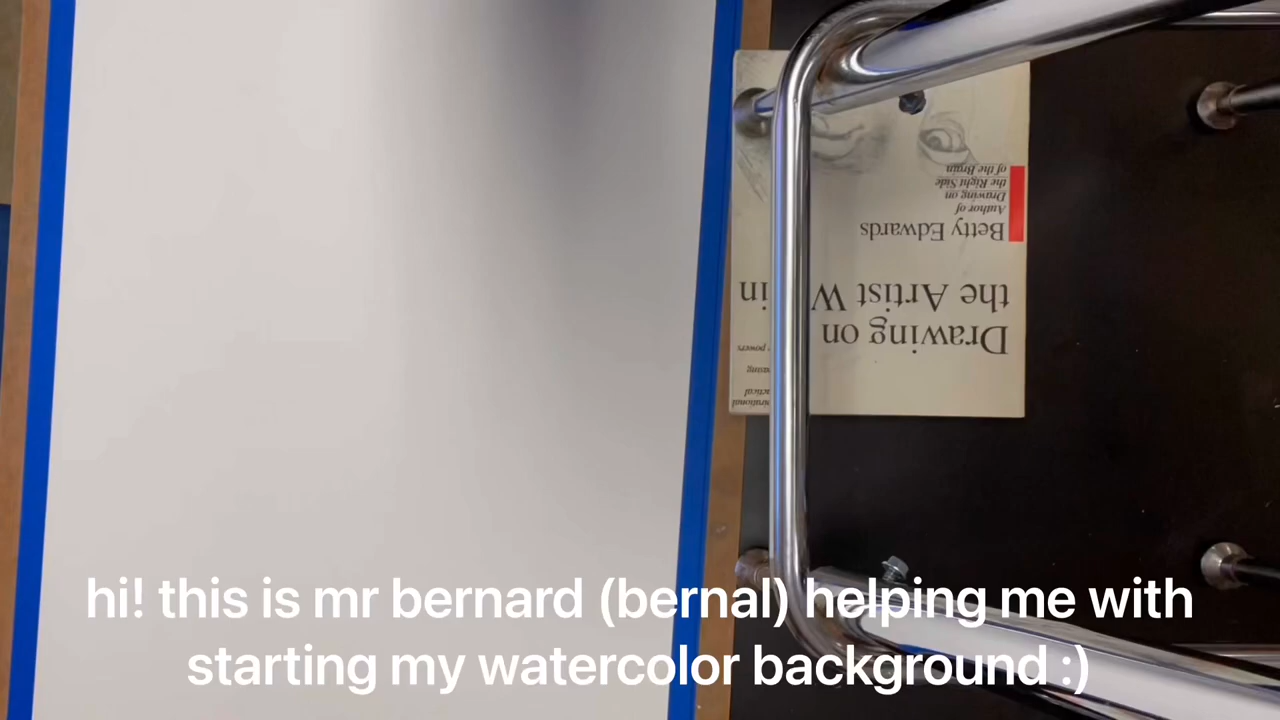 Drawing on
the Artist W in
Betty Edwards
Author of
Drawing on
the Right Side
of the Brain
powers
hi! this is mr bernard (bernal) helping me with
starting my watercolor background :)